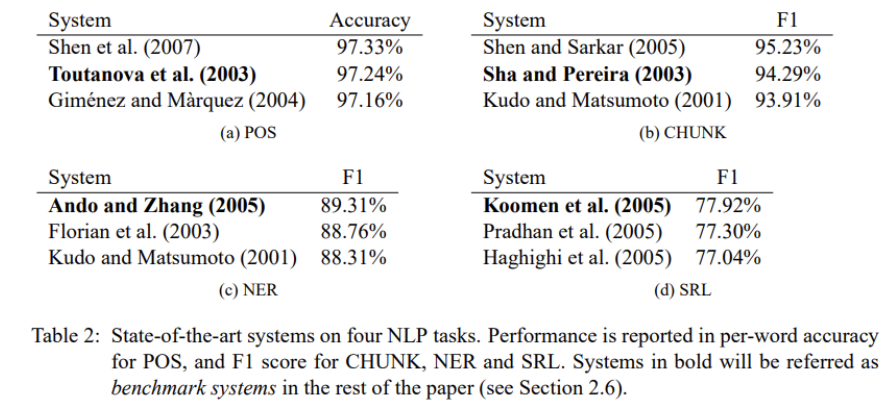 System Accuracy
Shen et al. (2007) 97.33%
Toutanova et al. (2003) 97.24%
Giménez and Màrquez (2004) 97.16%
(a) POS
System F1
Shen and Sarkar (2005) 95.23%
Sha and Pereira (2003) 94.29%
Kudo and Matsumoto (2001) 93.91%
(b) CHUNK
System F1
Ando and Zhang (2005) 89.31%
Florian et al. (2003) 88.76%
Kudo and Matsumoto (2001) 88.31%
(c) NER
System F1
Koomen et al. (2005) 77.92%
Pradhan et al. (2005) 77.30%
Haghighi et al. (2005) 77.04%
(d) SRL
Table 2: State-of-the-art systems on four NLP tasks. Performance is reported in per-word accuracy
for POS, and F1 score for CHUNK, NER and SRL. Systems in bold will be referred as
benchmark systems in the rest of the paper (see Section 2.6).